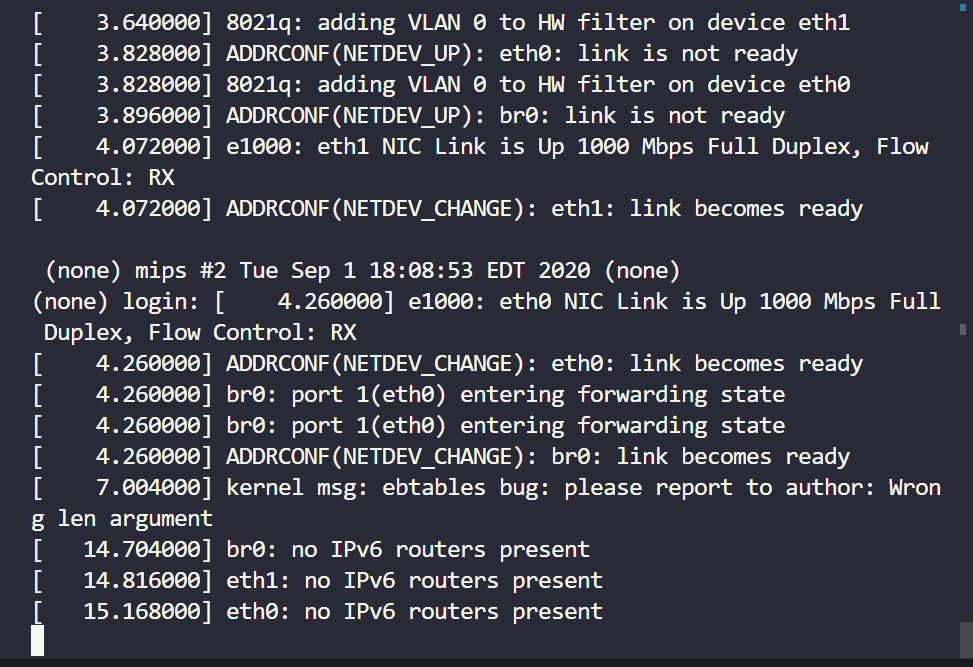 [    3.640000] 8021q: adding VLAN 0 to HW filter on device eth1
[    3.828000] ADDRCONF(NETDEV_UP): eth0: link is not ready
[    3.828000] 8021q: adding VLAN 0 to HW filter on device eth0
[    3.896000] ADDRCONF(NETDEV_UP): br0: link is not ready
[    4.072000] e1000: eth1 NIC Link is Up 1000 Mbps Full Duplex, Flow
Control: RX
[    4.072000] ADDRCONF(NETDEV_CHANGE): eth1: link becomes ready

 (none) mips #2 Tue Sep 1 18:08:53 EDT 2020 (none)
(none) login: [    4.260000] e1000: eth0 NIC Link is Up 1000 Mbps Full
 Duplex, Flow Control: RX
[    4.260000] ADDRCONF(NETDEV_CHANGE): eth0: link becomes ready
[    4.260000] br0: port 1(eth0) entering forwarding state
[    4.260000] br0: port 1(eth0) entering forwarding state
[    4.260000] ADDRCONF(NETDEV_CHANGE): br0: link becomes ready
[    7.004000] kernel msg: ebtables bug: please report to author: Wron
g len argument
[   14.704000] br0: no IPv6 routers present
[   14.816000] eth1: no IPv6 routers present
[   15.168000] eth0: no IPv6 routers present